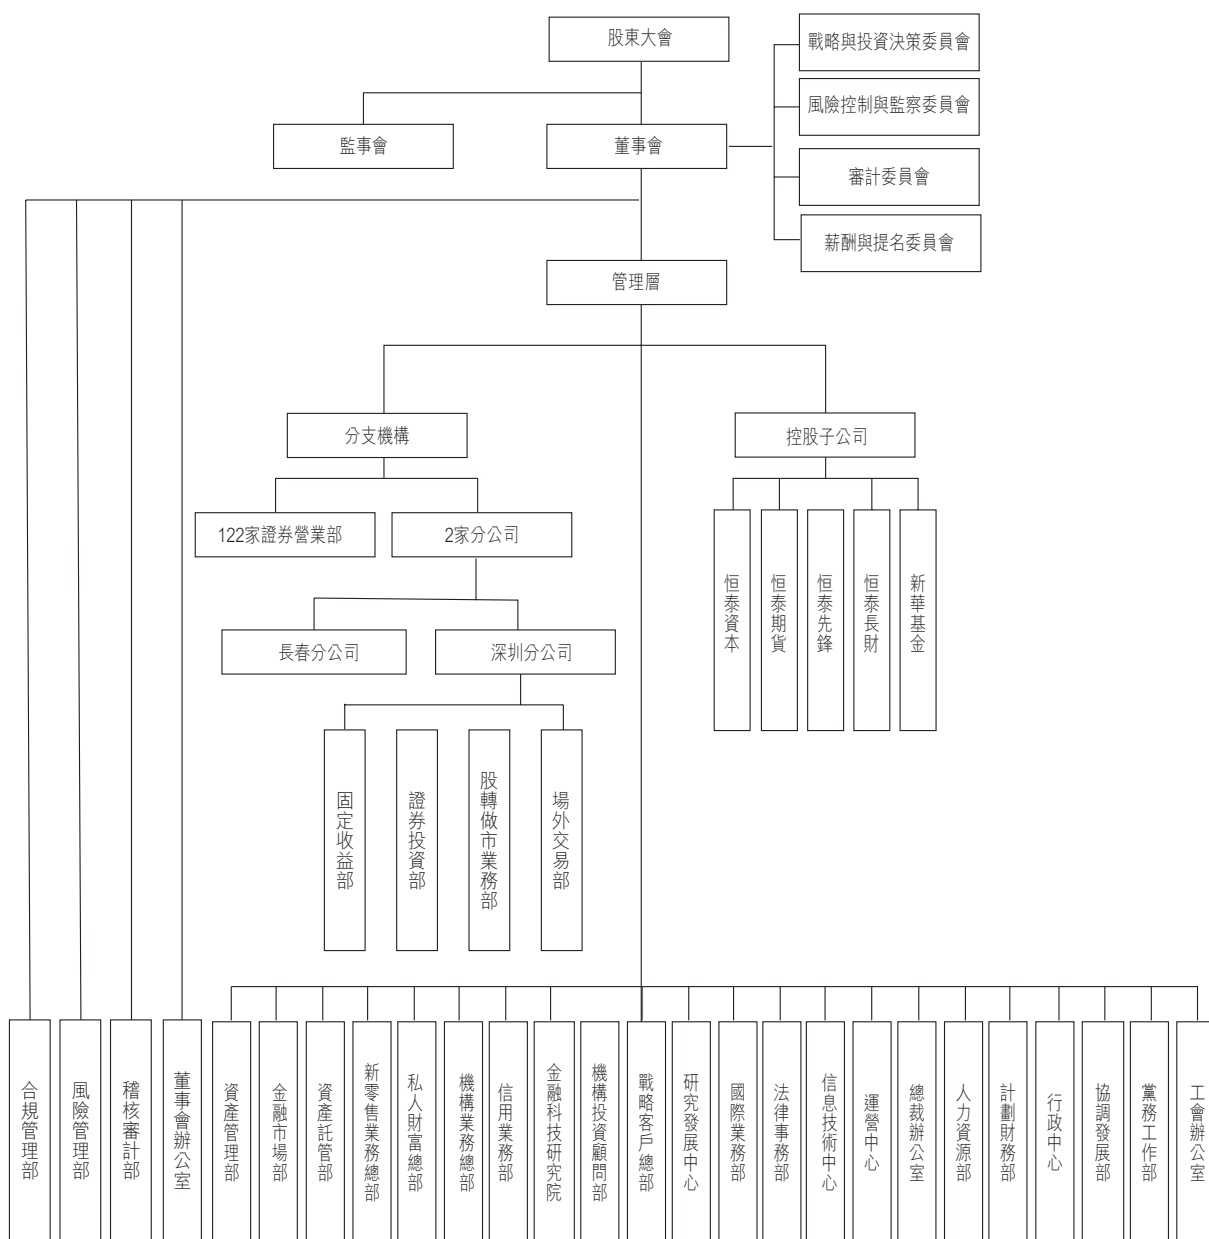 股東大會
戰略與投資決策委員會
風險控制與監察委員會
監事會
董事會
審計委員會
薪酬與提名委員會
管理層
分支機構
控股子公司
122家證券營業部
2家分公司
恒泰資本
恒泰期貨
恒泰先鋒
恒泰長財
新華基金
長春分公司
深圳分公司
固定收益部
證券投資部
股轉做市業務部
場外交易部
合規管理部
風險管理部
稽核審計部
董事會辦公室
資產管理部
金融市場部
資產託管部
新零售業務總部
私人財富總部
機構業務總部
信用業務部
金融科技研究院
機構投資顧問部
戰略客戶總部
研究發展中心
國際業務部
法律事務部
信息技術中心
運營中心
總裁辦公室
人力資源部
計劃財務部
行政中心
協調發展部
黨務工作部
工會辦公室